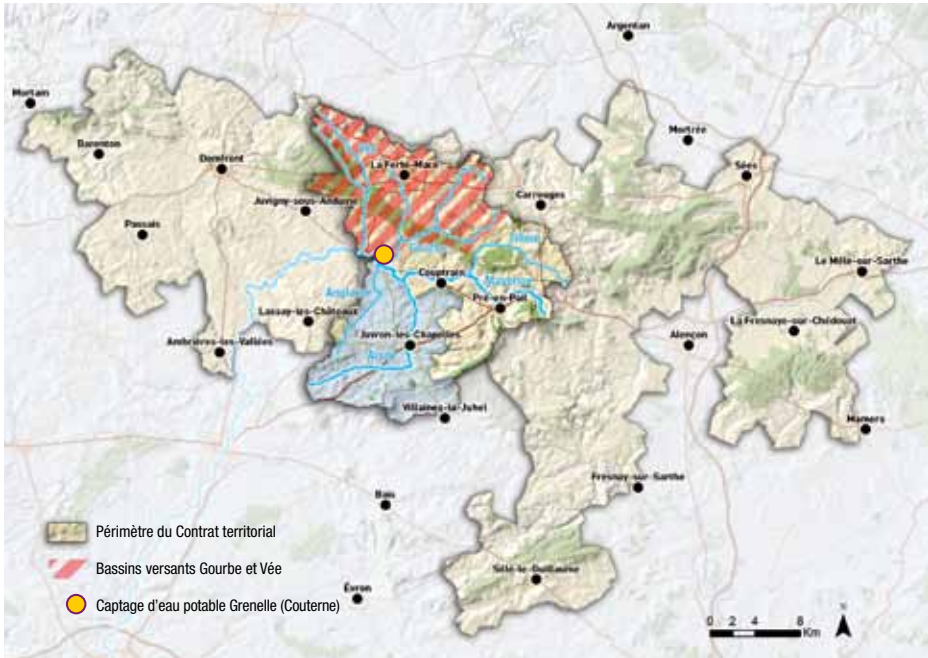 Argentan
Mortain
Mortrée
Barenton
Domfront
La Ferté-Macé
Sées
Carrouges
Juvigny-sous-Andaine
Passais
Le Mêle-sur-Sarthe
Couptrain
Mayenne
Pré-en-Pail
Lassay-les-Châteaux
La Fresnaye-sur-Chédouet
Ambrières-les-Vallées
Javron-les-Chapelles
Alençon
Aisne
Villaines-la-Juhel
Mamers
Fresnay-sur-Sarthe
Bais
Périmètre du Contrat territorial
Bassins versants Gourbe et Vée
Sillé-le-Guillaume
Captage d'eau potable Grenelle (Couterne)
Évron
N
0 2 4 8
Km